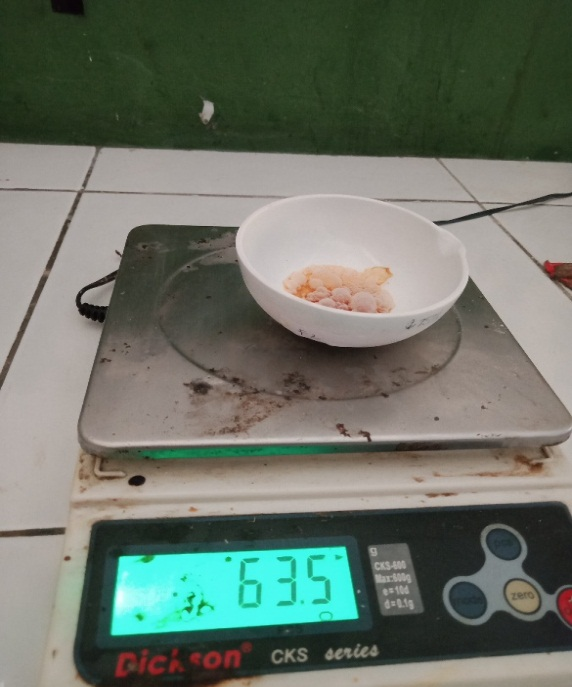 63.5
g
CKS-600
Max:600g
e=10d
d=0.1g
zero
Dickson® CKS series